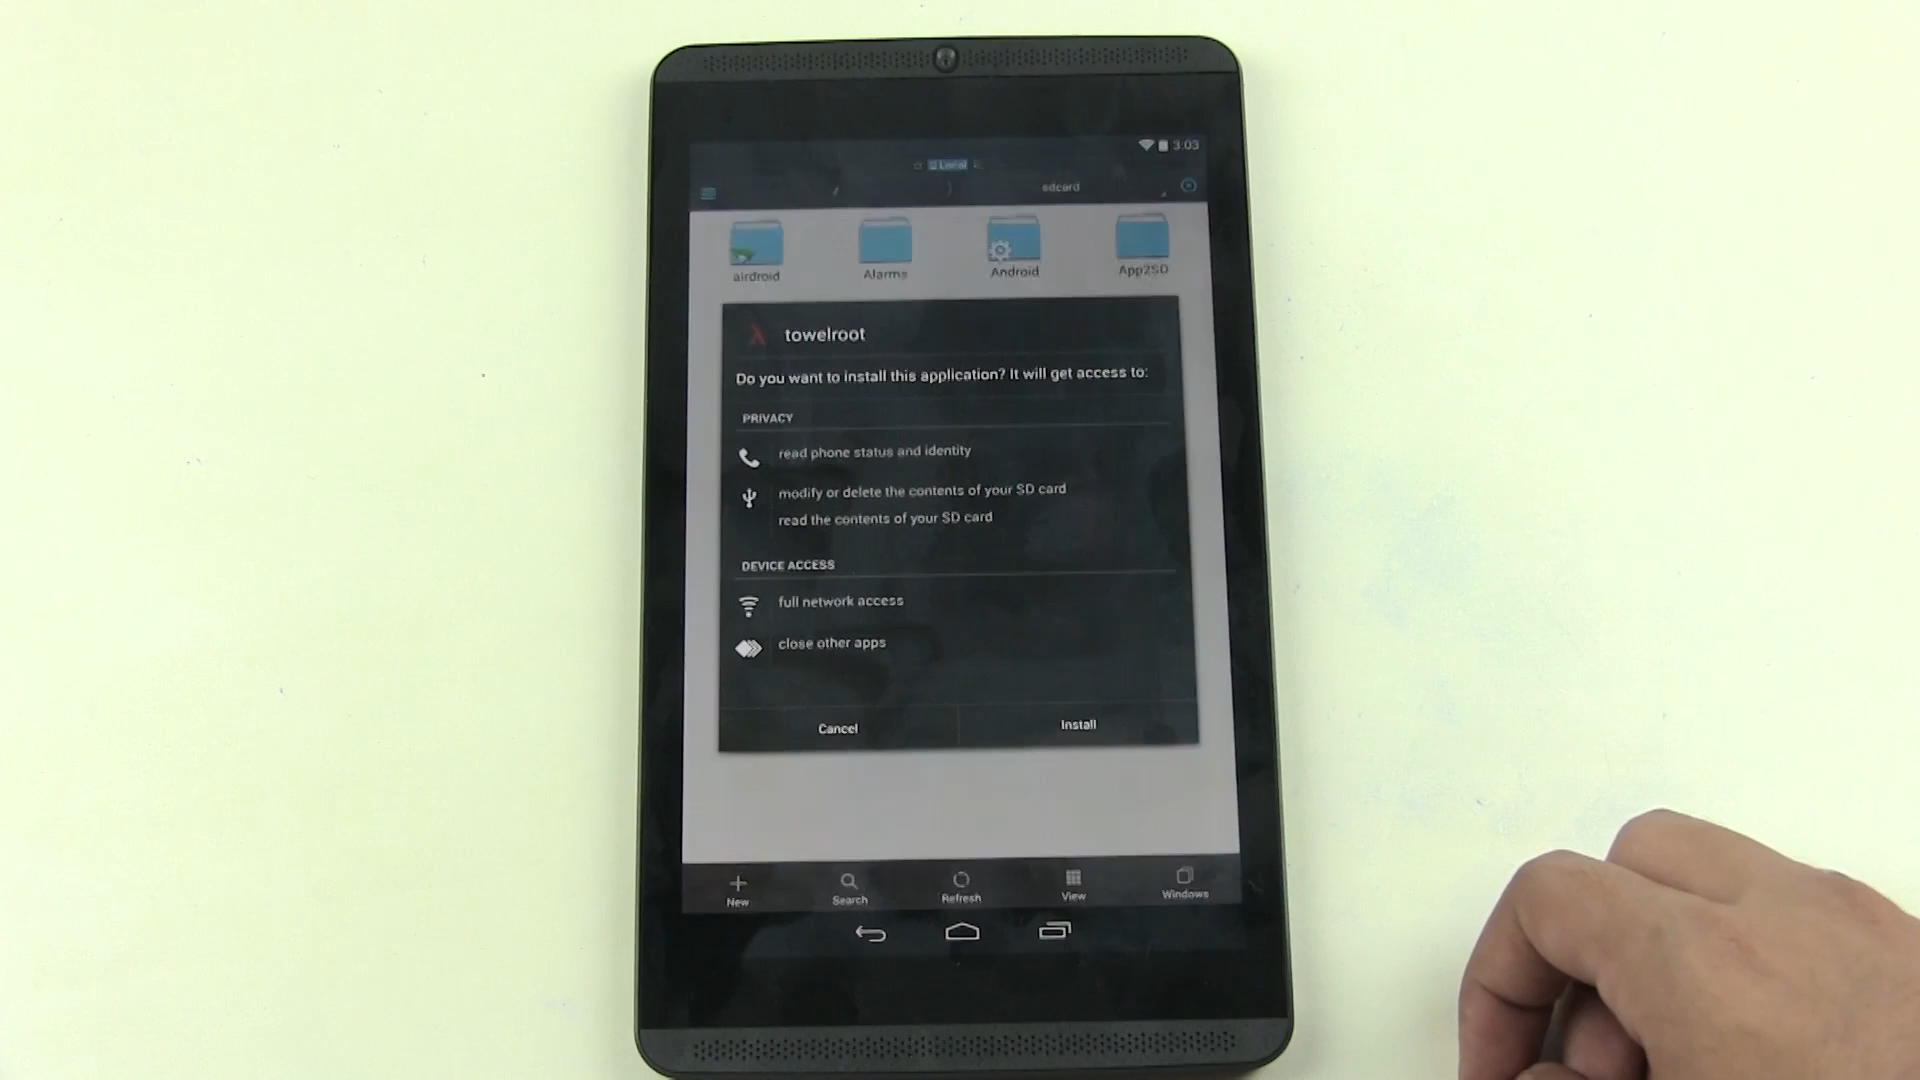 3:03
Local
/
sdcard
airdroid
Alarms
Android
App2SD
towelroot
Do you want to install this application? It will get access to:
PRIVACY
read phone status and identity
modify or delete the contents of your SD card
read the contents of your SD card
DEVICE ACCESS
full network access
close other apps
Cancel
Install
New
Search
Refresh
View
Windows